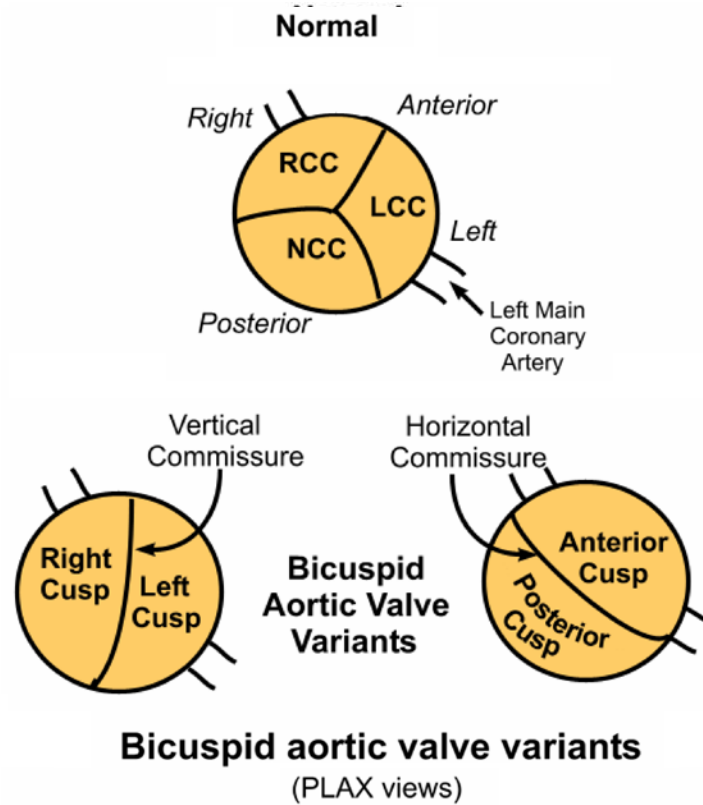 Normal
Right
Anterior
RCC
LCC
NCC
Left
Posterior
Left Main
Coronary
Artery
Vertical
Commissure
Horizontal
Commissure
Right
Cusp
Left
Cusp
Bicuspid
Aortic Valve
Variants
Anterior
Cusp
Posterior
Cusp
Bicuspid aortic valve variants
(PLAX views)